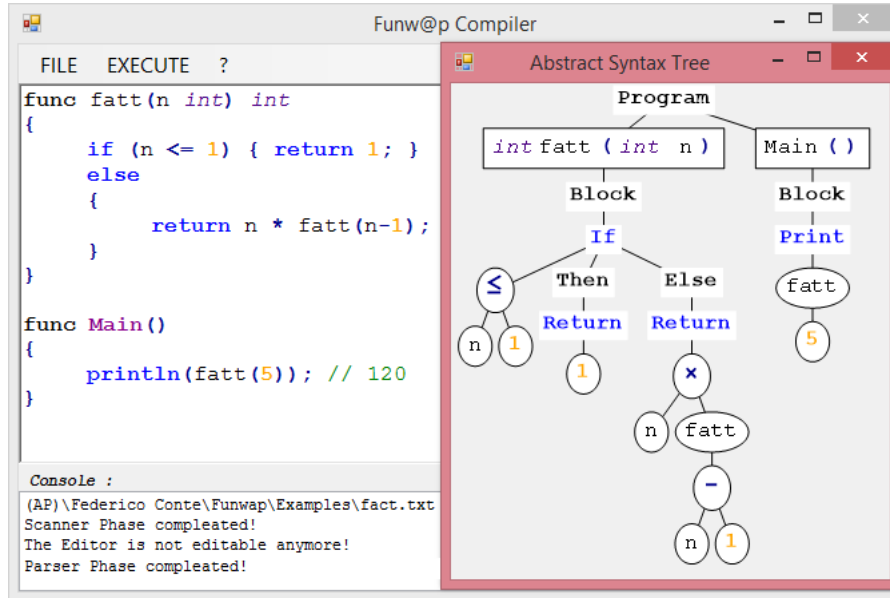 Funw@p Compiler
FILE EXECUTE ?
func fatt(n int) int
{
if (n <= 1) { return 1; }
else
{
return n * fatt(n-1);
}
}
func Main()
{
println(fatt(5)); // 120
}
Console :
(AP)\Federico Conte\Funwap\Examples\fact.txt
Scanner Phase compleated!
The Editor is not editable anymore!
Parser Phase compleated!
Abstract Syntax Tree
Program
int fatt ( int n ) Main ( )
Block Block
If Print
≤ Then Else fatt
n 1 Return Return 5
1 ×
n fatt
-
n 1